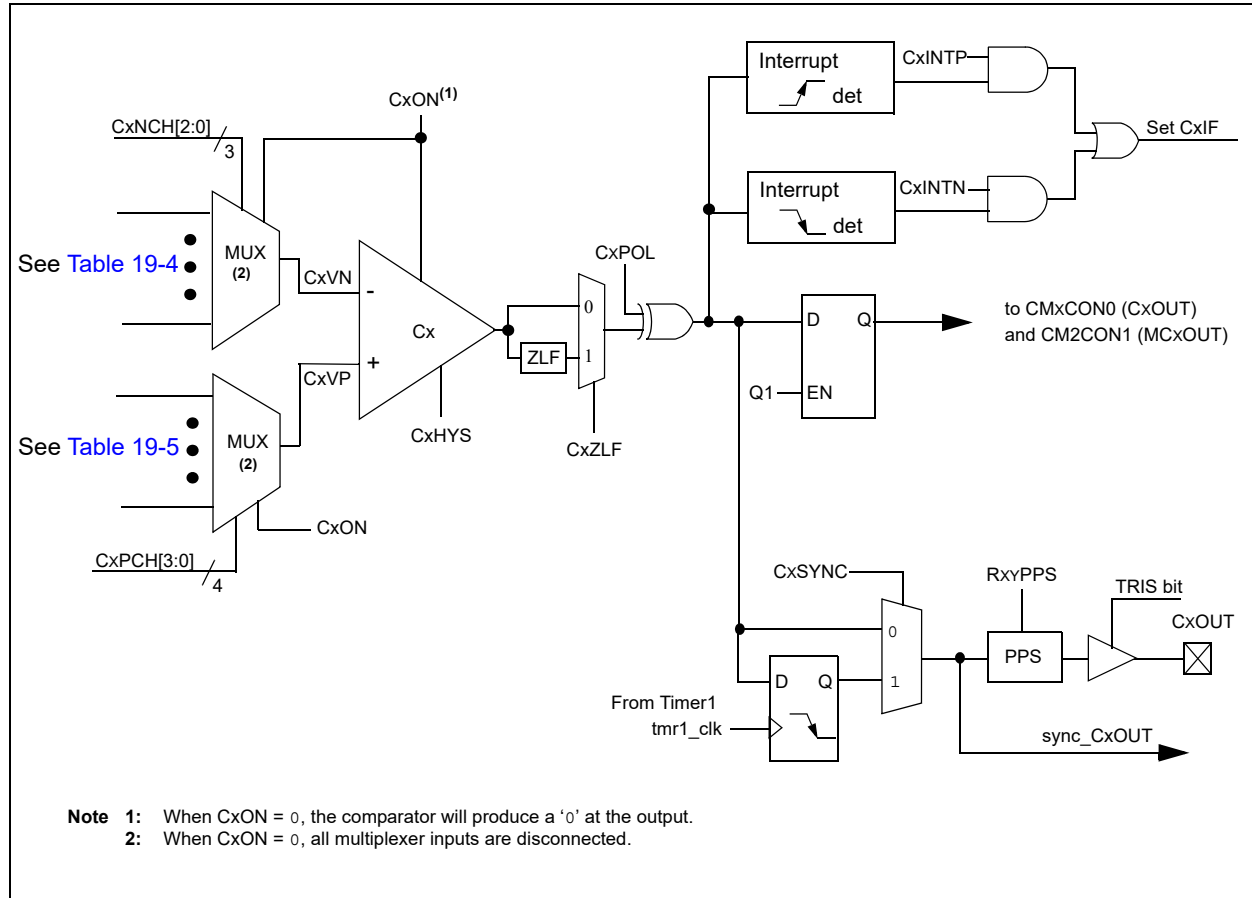 Interrupt
det
CxINTP
CxON(1)
CxNCH[2:0]
3
Set CxIF
Interrupt
det
CxINTN
MUX
(2)
See Table 19-4
CxVN
CxPOL
-
Cx
+
0
1
ZLF
D Q
EN
Q1
to CMxCON0 (CxOUT)
and CM2CON1 (MCxOUT)
CxVP
CxHYS
CxZLF
See Table 19-5
MUX
(2)
CxON
CxPCH[3:0]
4
CxSYNC
RxyPPS
TRIS bit
CxOUT
0
1
PPS
D Q
From Timer1
tmr1_clk
sync_CxOUT
Note 1: When CxON = 0, the comparator will produce a ‘0’ at the output.
2: When CxON = 0, all multiplexer inputs are disconnected.